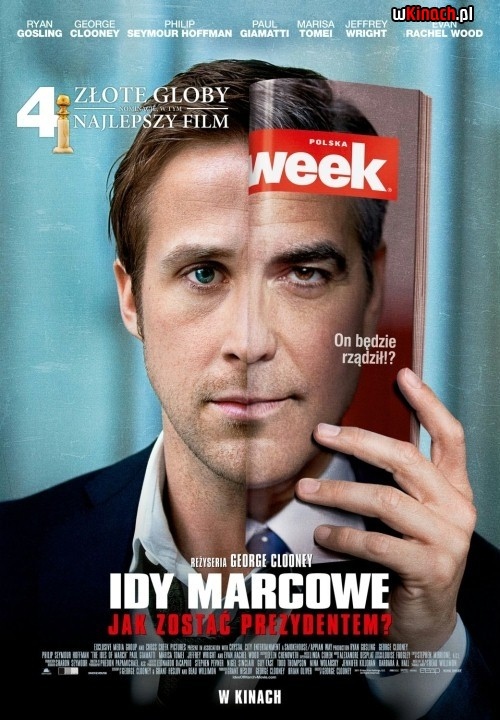 wKinach.pl
RYAN GOSLING
GEORGE CLOONEY
PHILIP SEYMOUR HOFFMAN
PAUL GIAMATTI
MARISA TOMEI
JEFFREY WRIGHT
EVAN RACHEL WOOD
4 ZŁOTE GLOBY
NOMINACJE, W TYM
NAJLEPSZY FILM
POLSKA
week
On będzie
rządził!?
REŻYSERIA GEORGE CLOONEY
IDY MARCOWE
JAK ZOSTAĆ PREZYDENTEM?
W KINACH